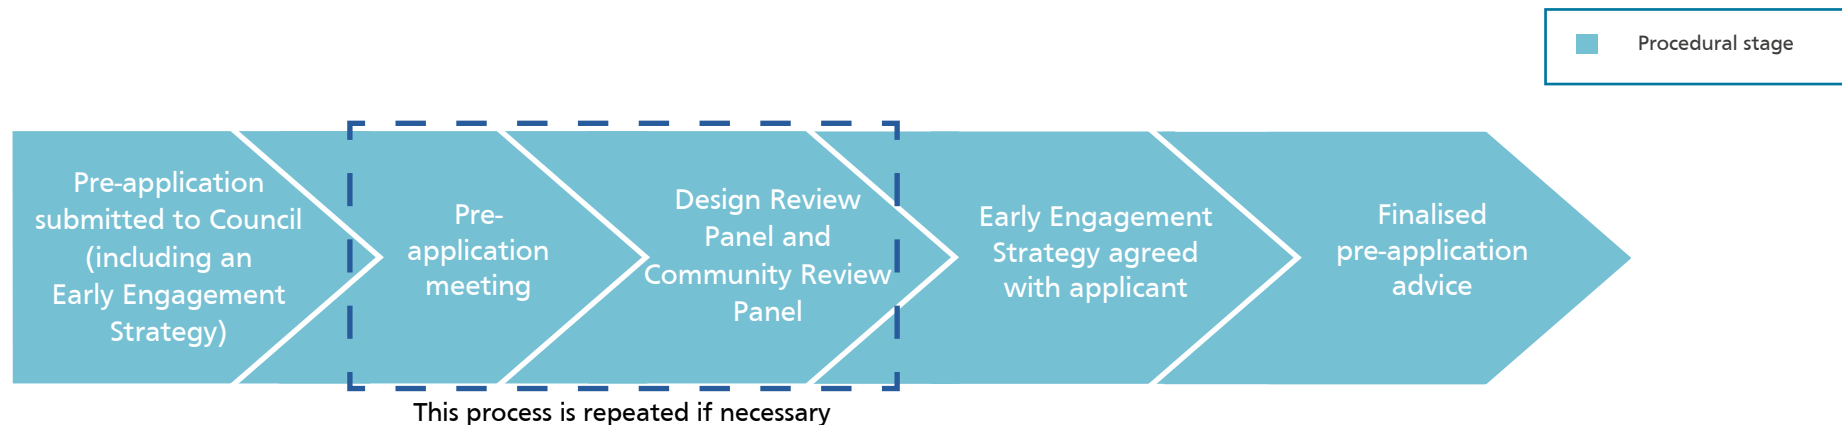 Procedural stage
Pre-application
submitted to Council
(including an
Early Engagement
Strategy)
Pre-
application
meeting
Design Review
Panel and
Community Review
Panel
Early Engagement
Strategy agreed
with applicant
Finalised
pre-application
advice
This process is repeated if necessary